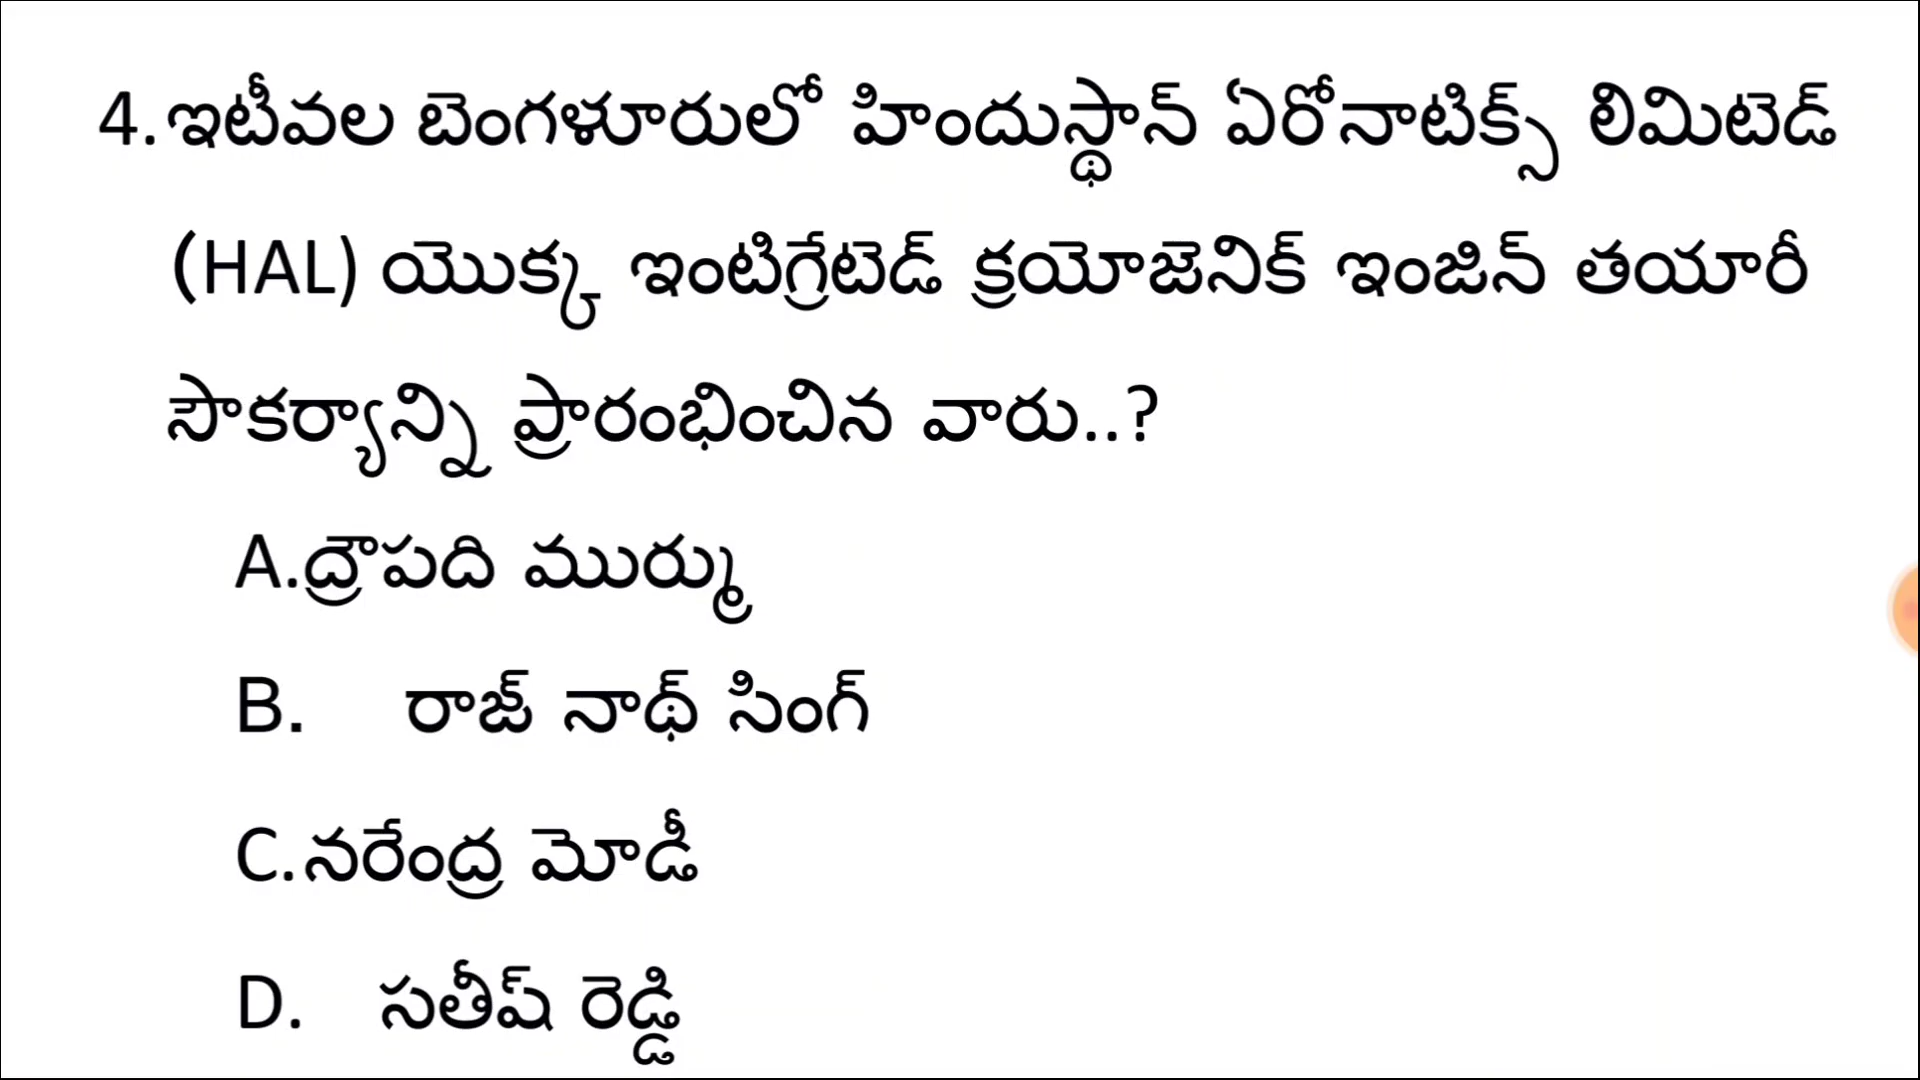 4. ఇటీవల బెంగళూరులో హిందుస్థాన్ ఏరోనాటిక్స్ లిమిటెడ్
(HAL) యొక్క ఇంటిగ్రేటెడ్ క్రయోజెనిక్ ఇంజిన్ తయారీ
సౌకర్యాన్ని ప్రారంభించిన వారు..?
A.ద్రౌపది ముర్ము
B. రాజ్ నాథ్ సింగ్
C.నరేంద్ర మోడీ
D. సతీష్ రెడ్డి